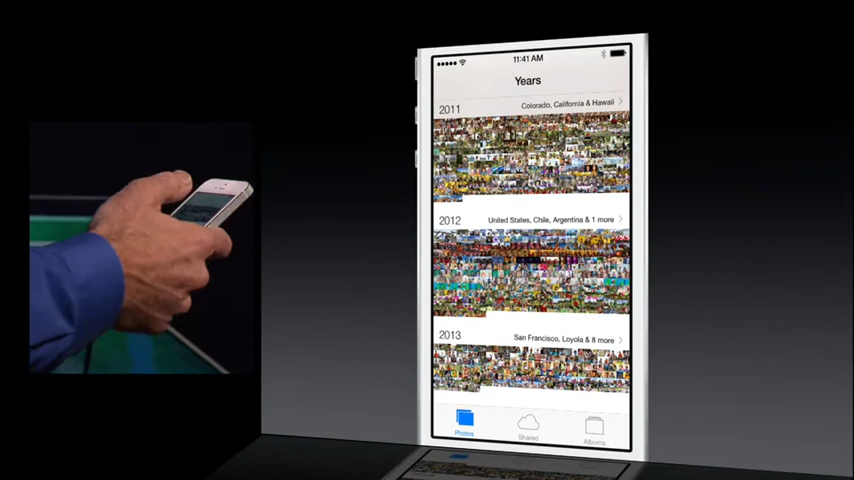 11:41 AM
Years
2011 Colorado, California & Hawaii
2012 United States, Chile, Argentina & 1 more
2013 San Francisco, Loyola & 8 more
Photos Shared Albums